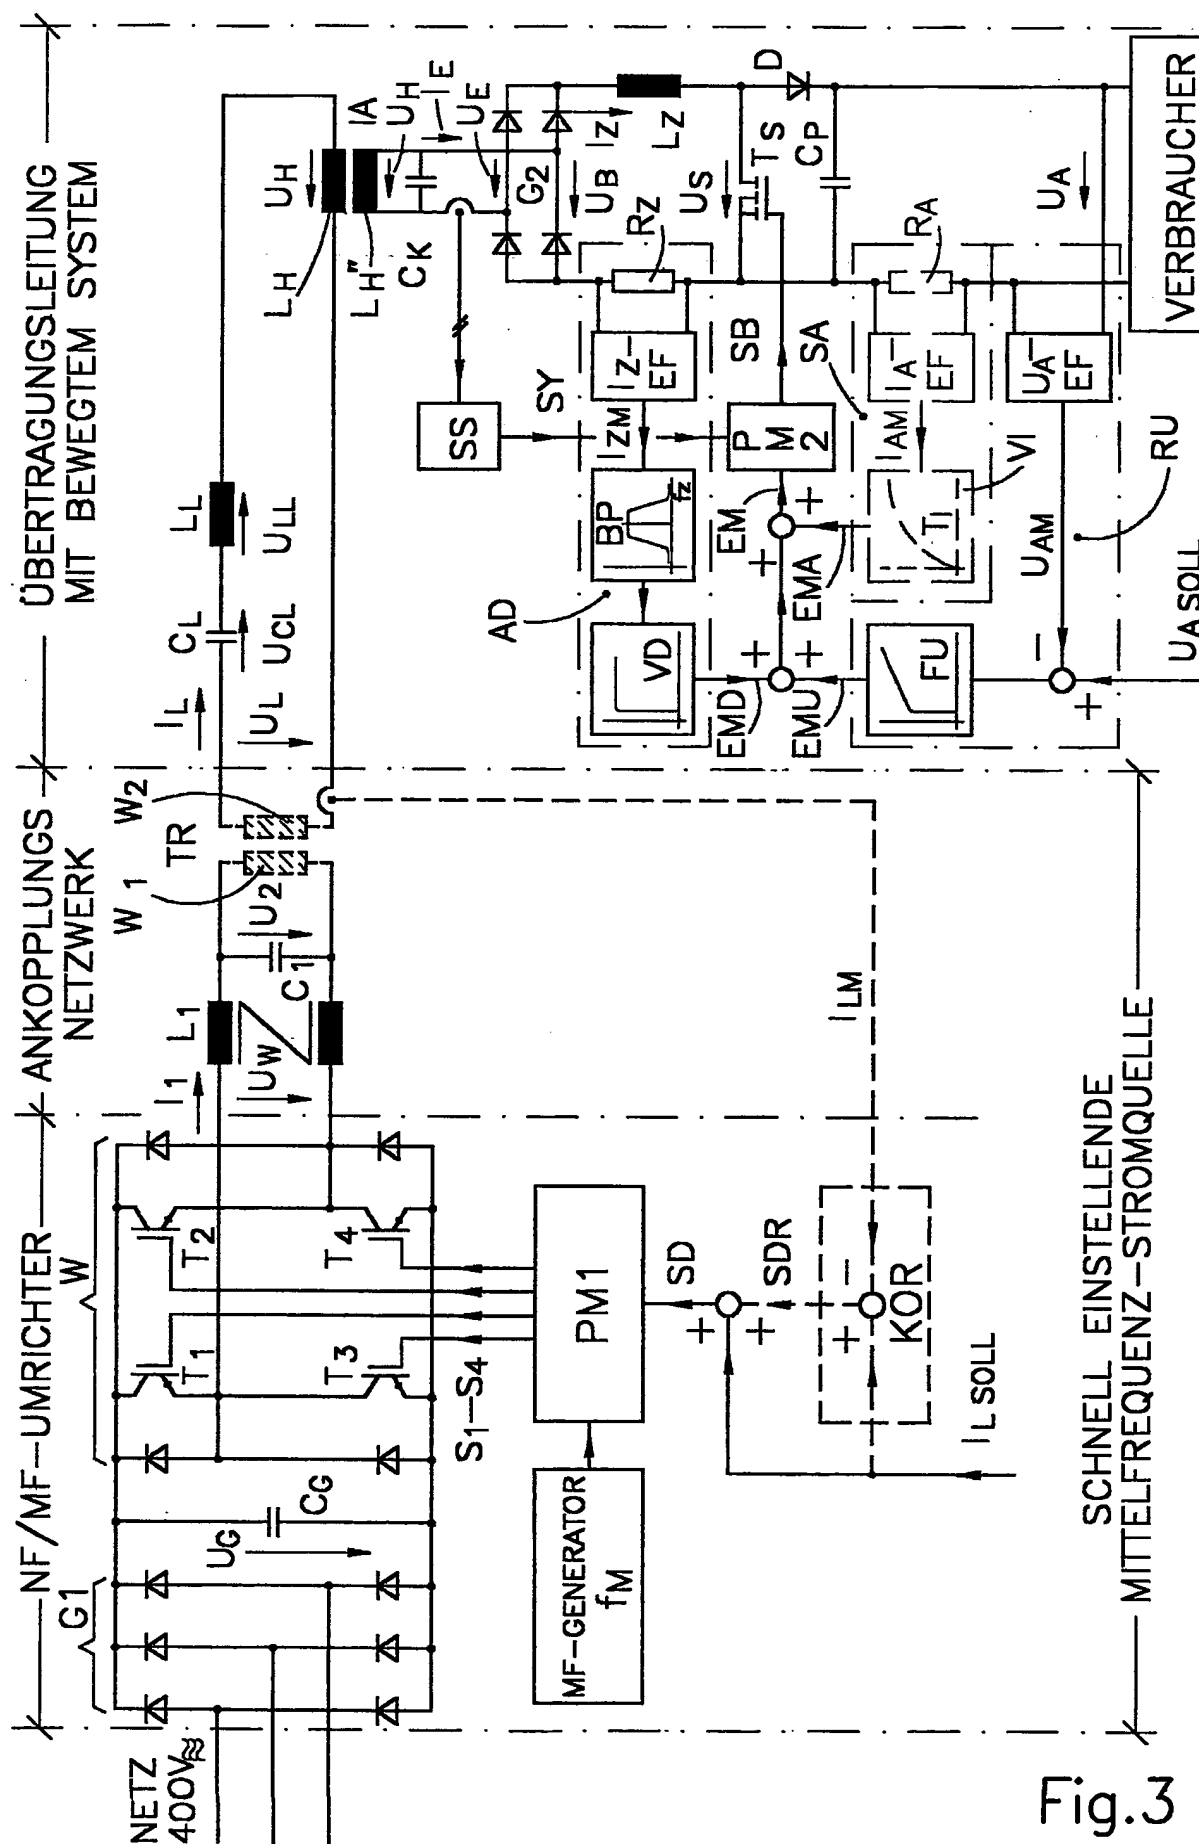 NF/MF-UMRICHTER
ANKOPPLUNGS
NETZWERK
ÜBERTRAGUNGSLEITUNG
MIT BEWEGTEM SYSTEM
NETZ
400V
G1
UG
CG
W
T1
T2
T3
T4
S1-S4
I1
UW
L1
C1
U2
W1
TR
W2
IL
UL
CL
UCL
LL
ULL
LH
UH
LH"
IA
UH
IE
UE
CK
G2
IZ
LZ
UB
RZ
US
TS
D
CP
RA
UA
VERBRAUCHER
SS
SY
IZ-
EF
IZM
BP
fZ
AD
VD
EMD
EMU
EM
EMA
P
M
2
SB
SA
IA-
EF
IAM
TI
VI
FU
UA-
EF
UAM
RU
UA SOLL
+
+
+
+
-
+
MF-GENERATOR
fM
PM1
SD
SDR
+
+
+
-
KOR
ILM
IL SOLL
SCHNELL EINSTELLENDE
MITTELFREQUENZ-STROMQUELLE
Fig.3